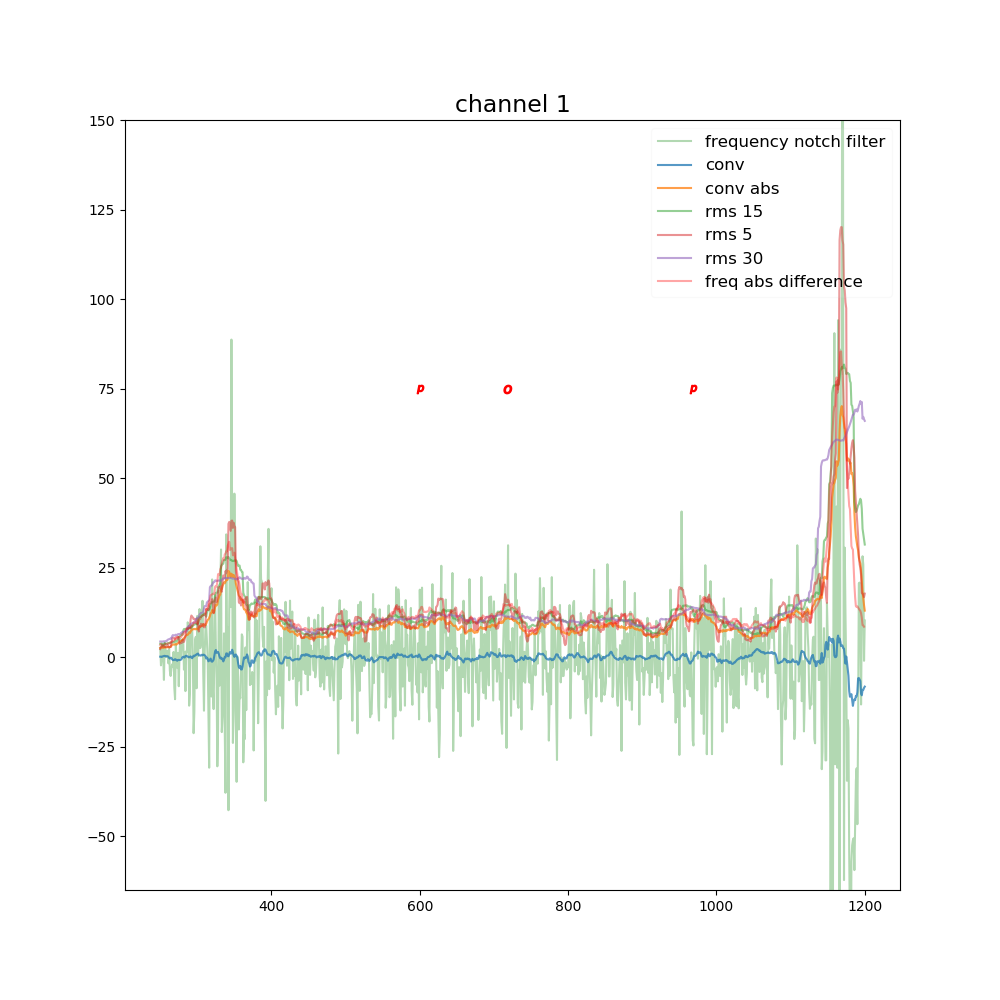 channel 1
150
125
100
75
50
25
0
−25
−50
frequency notch filter
conv
conv abs
rms 15
rms 5
rms 30
freq abs difference
p o p
400 600 800 1000 1200